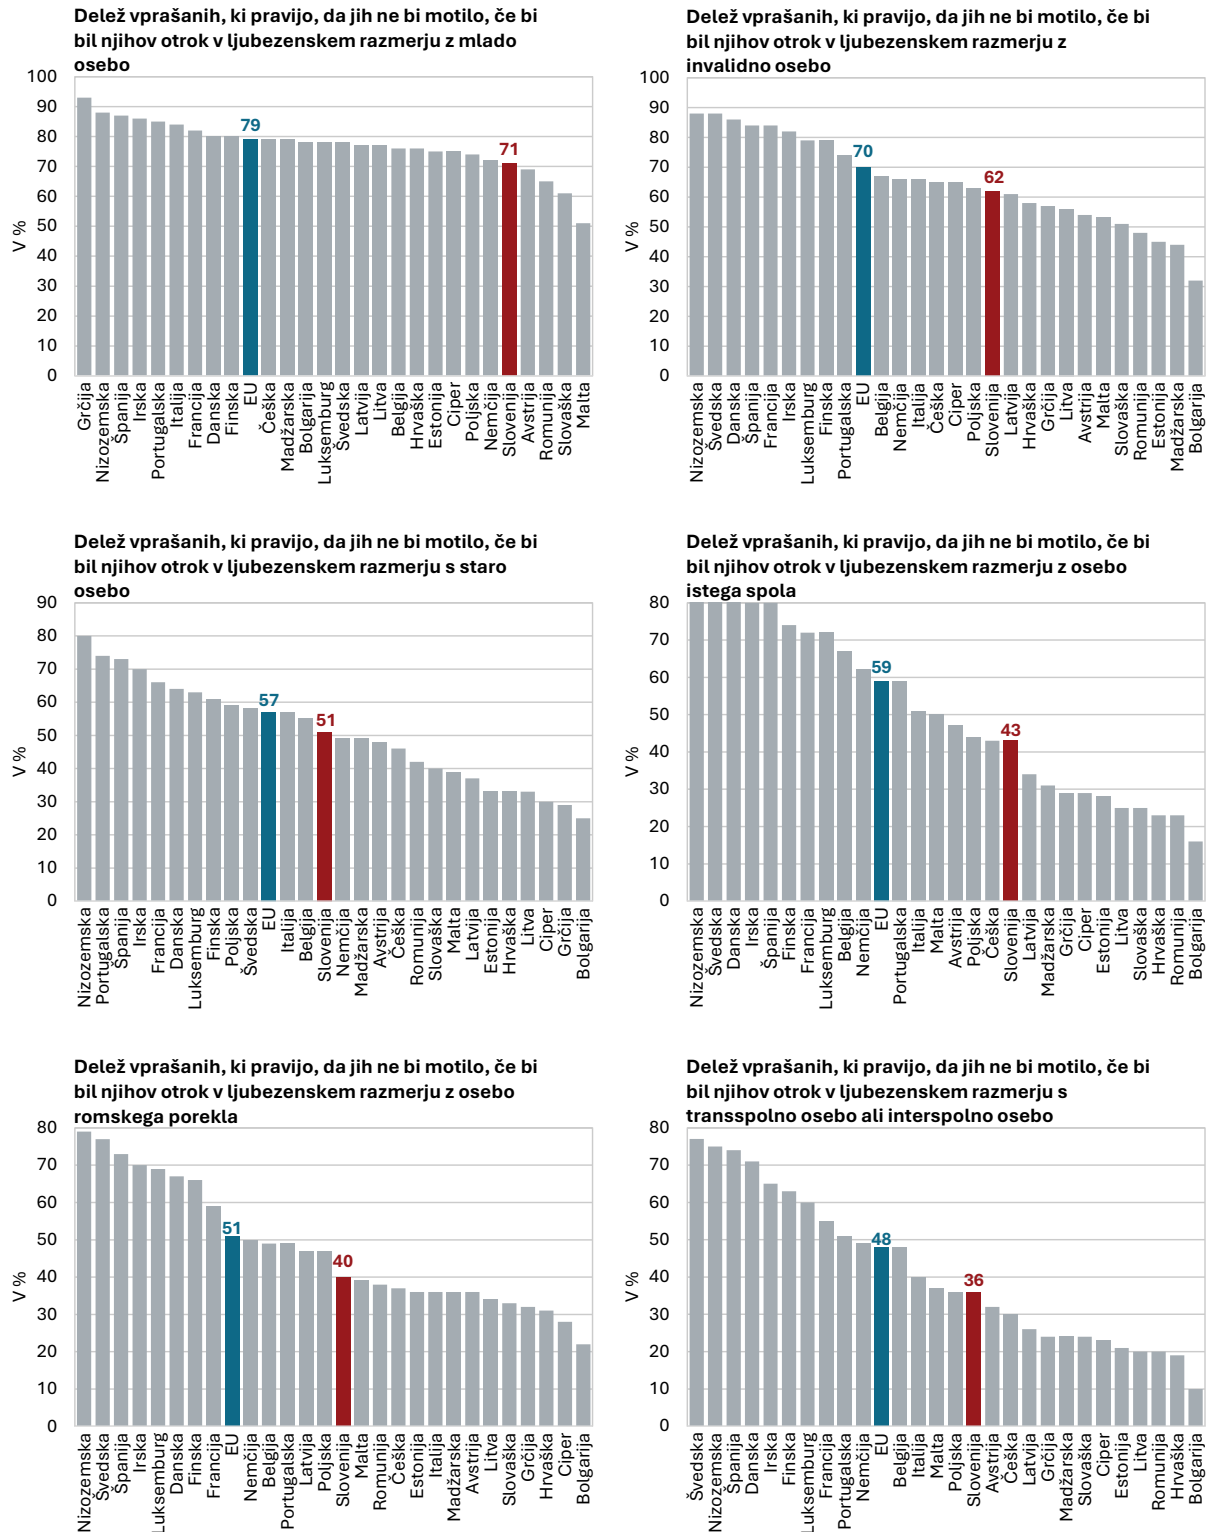 Delež vprašanih, ki pravijo, da jih ne bi motilo, če bi
bil njihov otrok v ljubezenskem razmerju z mlado
osebo
100
90
80
70
60
50
40
30
20
10
0
V %
79
71
Grčija
Nizozemska
Španija
Irska
Portugalska
Italija
Francija
Danska
Finska
EU
Češka
Madžarska
Bolgarija
Luksemburg
Švedska
Latvija
Litva
Belgija
Hrvaška
Estonija
Ciper
Poljska
Nemčija
Slovenija
Avstrija
Romunija
Slovaška
Malta
Delež vprašanih, ki pravijo, da jih ne bi motilo, če bi
bil njihov otrok v ljubezenskem razmerju z
invalidno osebo
100
90
80
70
60
50
40
30
20
10
0
V %
70
62
Nizozemska
Švedska
Danska
Španija
Francija
Irska
Luksemburg
Finska
Portugalska
EU
Belgija
Nemčija
Italija
Češka
Ciper
Poljska
Slovenija
Latvija
Hrvaška
Grčija
Litva
Avstrija
Malta
Slovaška
Romunija
Estonija
Madžarska
Bolgarija
Delež vprašanih, ki pravijo, da jih ne bi motilo, če bi
bil njihov otrok v ljubezenskem razmerju s staro
osebo
90
80
70
60
50
40
30
20
10
0
V %
57
51
Nizozemska
Portugalska
Španija
Irska
Francija
Danska
Luksemburg
Finska
Poljska
Švedska
EU
Italija
Belgija
Slovenija
Nemčija
Madžarska
Avstrija
Češka
Romunija
Slovaška
Malta
Latvija
Estonija
Hrvaška
Litva
Ciper
Grčija
Bolgarija
Delež vprašanih, ki pravijo, da jih ne bi motilo, če bi
bil njihov otrok v ljubezenskem razmerju z osebo
istega spola
80
70
60
50
40
30
20
10
0
V %
59
43
Nizozemska
Švedska
Danska
Irska
Španija
Finska
Francija
Luksemburg
Belgija
Nemčija
EU
Portugalska
Italija
Malta
Avstrija
Poljska
Češka
Slovenija
Latvija
Madžarska
Grčija
Ciper
Estonija
Litva
Slovaška
Hrvaška
Romunija
Bolgarija
Delež vprašanih, ki pravijo, da jih ne bi motilo, če bi
bil njihov otrok v ljubezenskem razmerju z osebo
romskega porekla
80
70
60
50
40
30
20
10
0
V %
51
40
Nizozemska
Švedska
Španija
Irska
Luksemburg
Danska
Finska
Francija
EU
Nemčija
Belgija
Portugalska
Latvija
Poljska
Slovenija
Malta
Romunija
Češka
Estonija
Italija
Madžarska
Avstrija
Litva
Slovaška
Grčija
Hrvaška
Ciper
Bolgarija
Delež vprašanih, ki pravijo, da jih ne bi motilo, če bi
bil njihov otrok v ljubezenskem razmerju s
transspolno osebo ali interspolno osebo
80
70
60
50
40
30
20
10
0
V %
48
36
Švedska
Nizozemska
Španija
Danska
Irska
Finska
Luksemburg
Francija
Portugalska
Nemčija
EU
Belgija
Italija
Malta
Poljska
Slovenija
Avstrija
Češka
Latvija
Grčija
Madžarska
Slovaška
Ciper
Estonija
Litva
Romunija
Hrvaška
Bolgarija